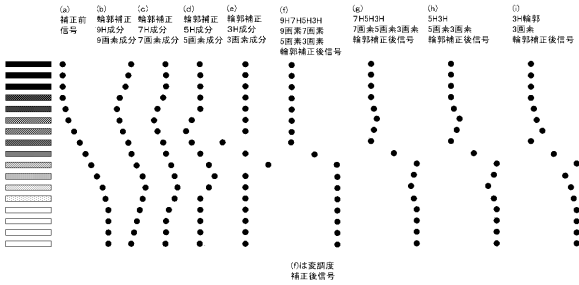 (a)
補正前
信号
(b)
輪郭補正
9H成分
9画素成分
(c)
輪郭補正
7H成分
7画素成分
(d)
輪郭補正
5H成分
5画素成分
(e)
輪郭補正
3H成分
3画素成分
(f)
9H7H5H3H
9画素7画素
5画素3画素
輪郭補正後信号
(g)
7H5H3H
7画素5画素3画素
輪郭補正後信号
(h)
5H3H
5画素3画素
輪郭補正後信号
(i)
3H輪郭
3画素
輪郭補正後信号
(f)は変調度
補正後信号